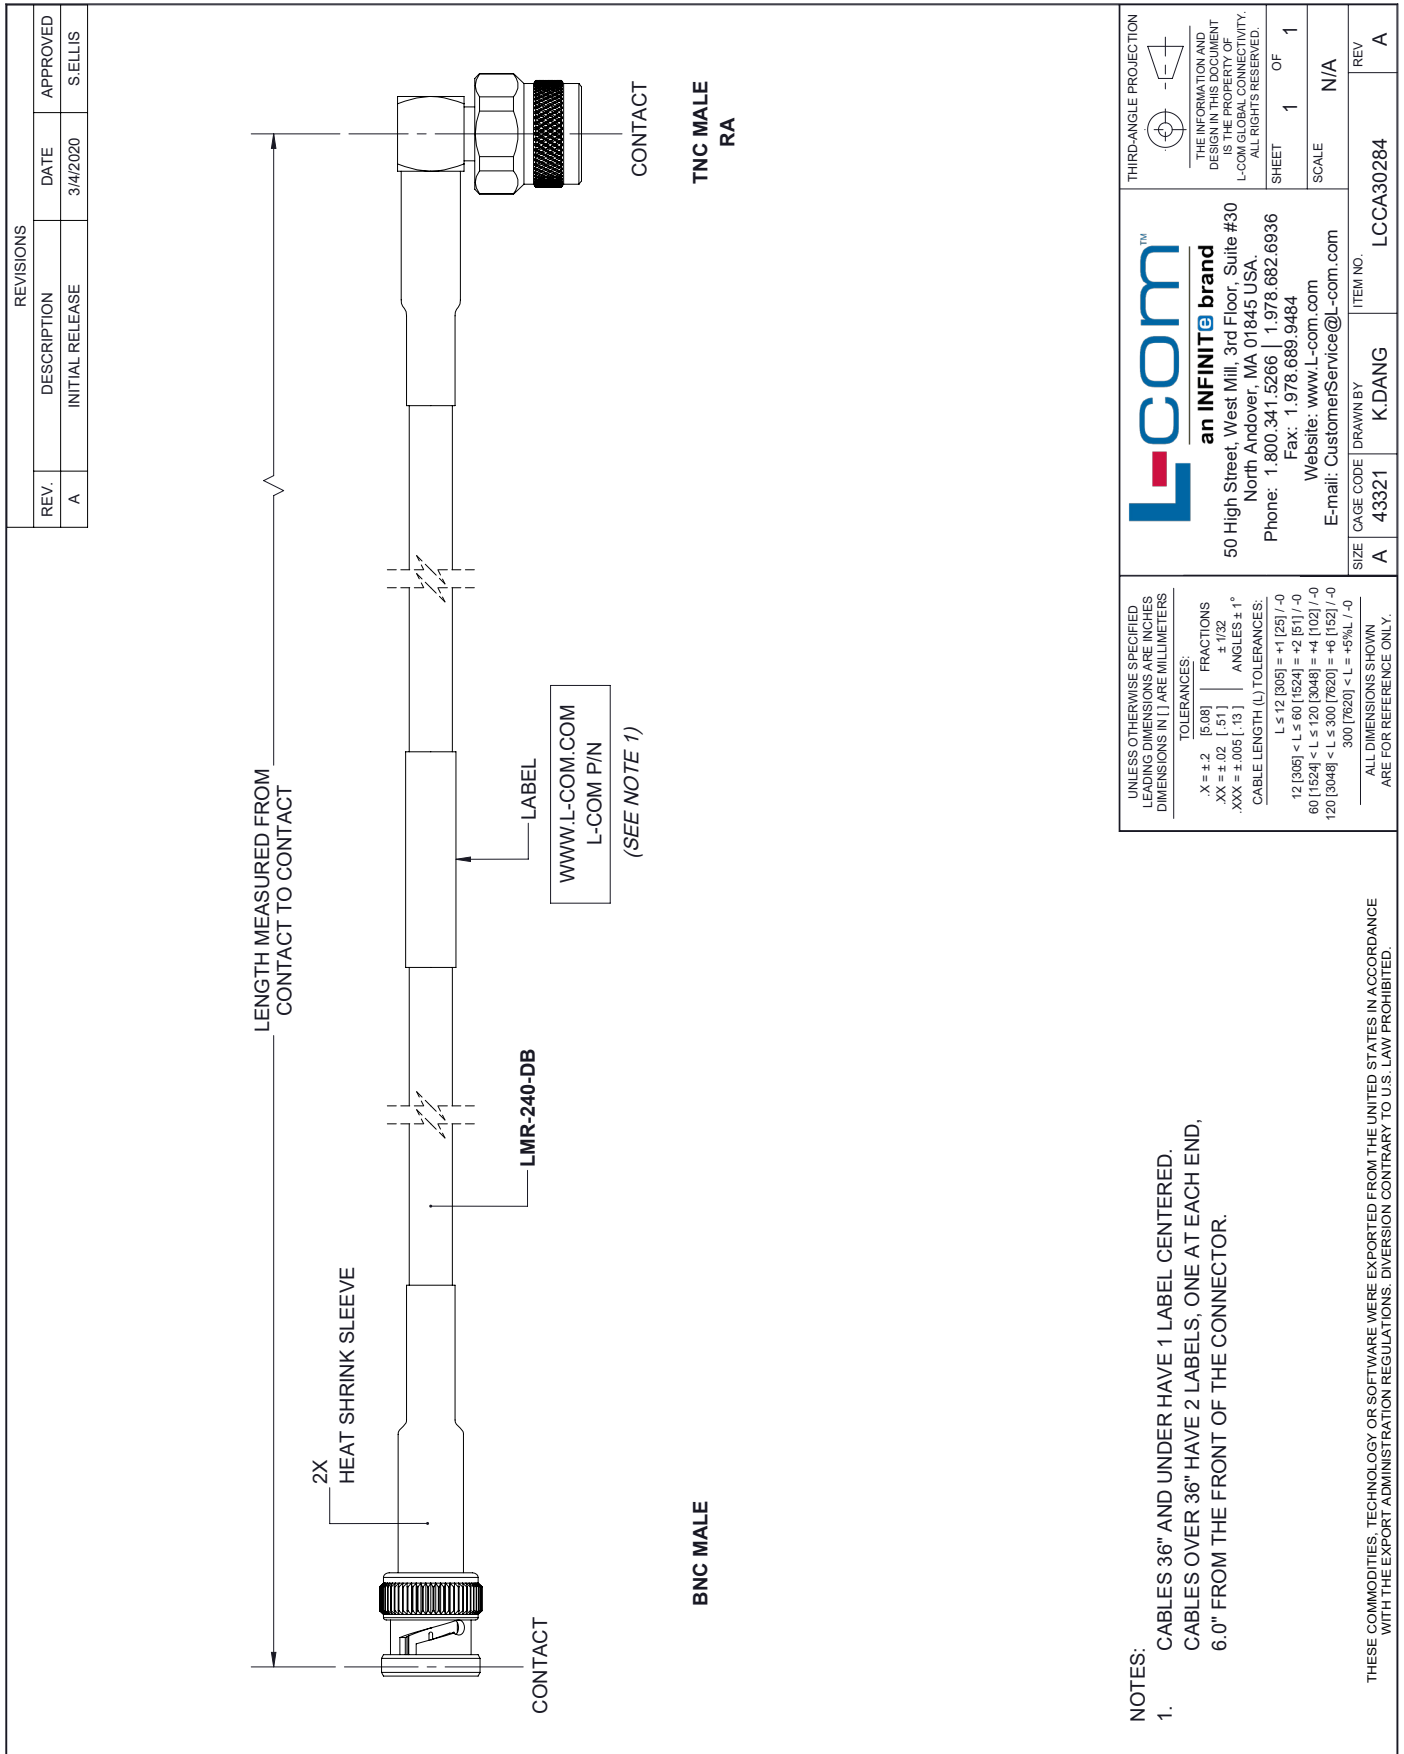 REVISIONS
REV. DESCRIPTION DATE APPROVED
A INITIAL RELEASE 3/4/2020 S.ELLIS
LENGTH MEASURED FROM
CONTACT TO CONTACT
2X
HEAT SHRINK SLEEVE
LMR-240-DB
LABEL
WWW.L-COM.COM
L-COM P/N
(SEE NOTE 1)
CONTACT
CONTACT
BNC MALE
TNC MALE
RA
NOTES:
1. CABLES 36" AND UNDER HAVE 1 LABEL CENTERED.
CABLES OVER 36" HAVE 2 LABELS, ONE AT EACH END,
6.0" FROM THE FRONT OF THE CONNECTOR.
THESE COMMODITIES, TECHNOLOGY OR SOFTWARE WERE EXPORTED FROM THE UNITED STATES IN ACCORDANCE
WITH THE EXPORT ADMINISTRATION REGULATIONS. DIVERSION CONTRARY TO U.S. LAW PROHIBITED.
UNLESS OTHERWISE SPECIFIED
LEADING DIMENSIONS ARE INCHES
DIMENSIONS IN [ ] ARE MILLIMETERS
TOLERANCES:
.X = ±.2 [5.08] FRACTIONS
.XX = ±.02 [.51] ± 1/32
.XXX = ±.005 [.13] ANGLES ± 1°
CABLE LENGTH (L) TOLERANCES:
L ≤ 12 [305] = +1 [25] / -0
12 [305] < L ≤ 60 [1524] = +2 [51] / -0
60 [1524] < L ≤ 120 [3048] = +4 [102] / -0
120 [3048] < L ≤ 300 [7620] = +6 [152] / -0
300 [7620] < L = +5%L / -0
ALL DIMENSIONS SHOWN
ARE FOR REFERENCE ONLY.
L-com™
an INFINITe brand
50 High Street, West Mill, 3rd Floor, Suite #30
North Andover, MA 01845 USA.
Phone: 1.800.341.5266 | 1.978.682.6936
Fax: 1.978.689.9484
Website: www.L-com.com
E-mail: CustomerService@L-com.com
THIRD-ANGLE PROJECTION
THE INFORMATION AND
DESIGN IN THIS DOCUMENT
IS THE PROPERTY OF
L-COM GLOBAL CONNECTIVITY.
ALL RIGHTS RESERVED.
SHEET 1 OF 1
SCALE N/A
SIZE A
CAGE CODE 43321
DRAWN BY K.DANG
ITEM NO. LCCA30284
REV A